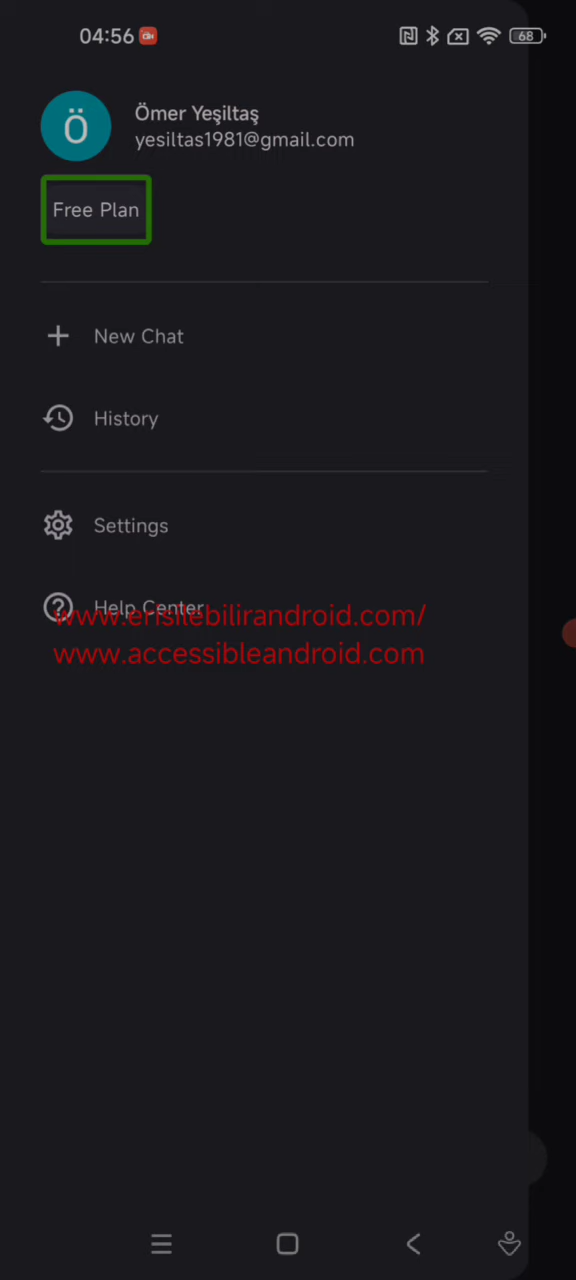 04:56
68
Ö
Ömer Yeşiltaş
yesiltas1981@gmail.com
Free Plan
New Chat
History
Settings
Help Center
www.erisilebilirandroid.com/
www.accessibleandroid.com